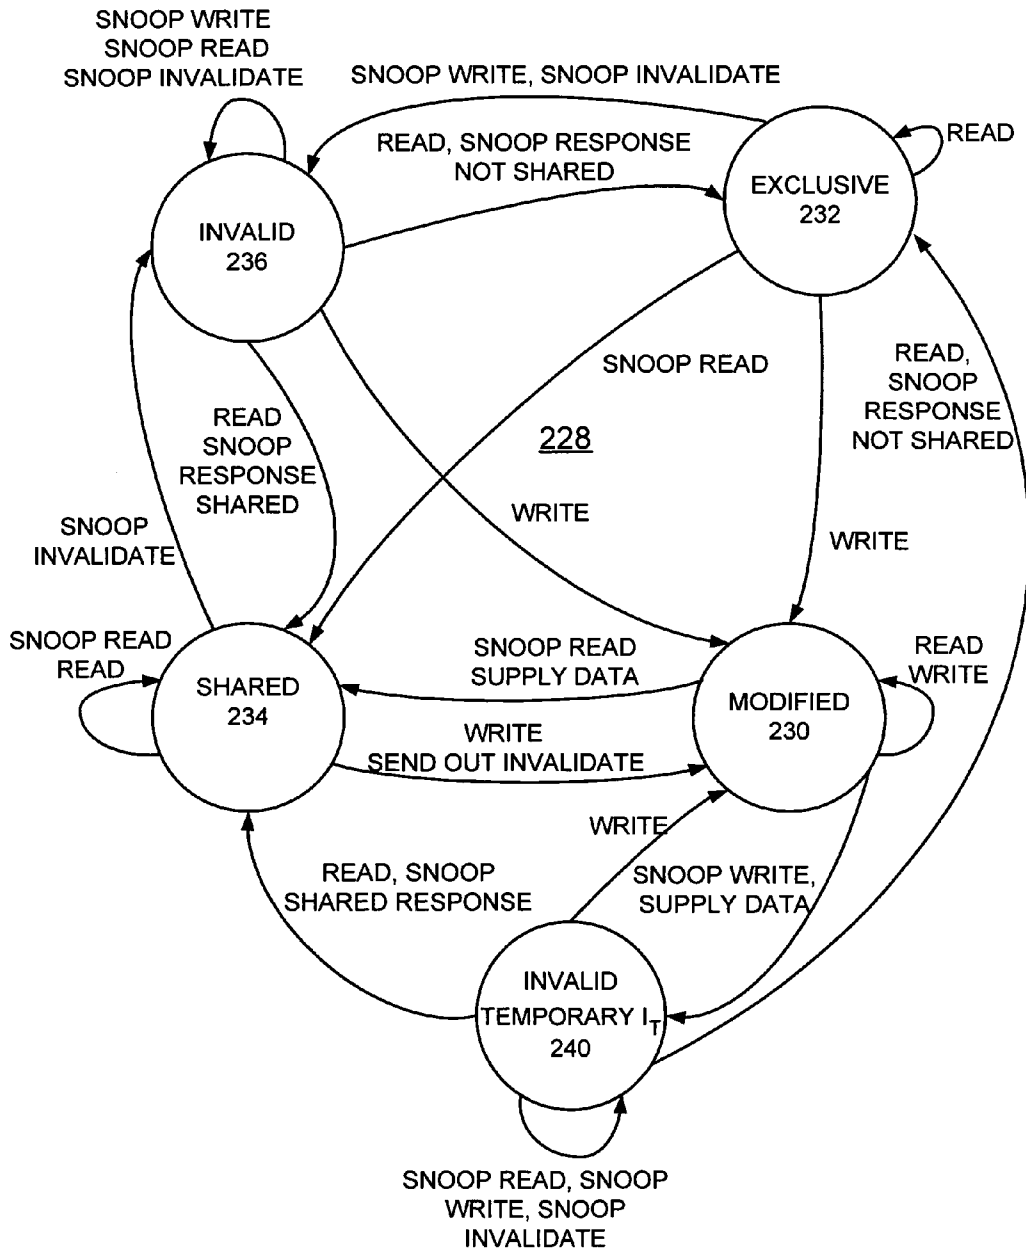 SNOOP WRITE
SNOOP READ
SNOOP INVALIDATE
SNOOP WRITE, SNOOP INVALIDATE
READ, SNOOP RESPONSE
NOT SHARED
READ
EXCLUSIVE
232
INVALID
236
SNOOP READ
READ,
SNOOP
RESPONSE
NOT SHARED
READ
SNOOP
RESPONSE
SHARED
228
WRITE
SNOOP
INVALIDATE
WRITE
SNOOP READ
READ
SHARED
234
SNOOP READ
SUPPLY DATA
MODIFIED
230
READ
WRITE
WRITE
SEND OUT INVALIDATE
WRITE
READ, SNOOP
SHARED RESPONSE
SNOOP WRITE,
SUPPLY DATA
INVALID
TEMPORARY I_T
240
SNOOP READ, SNOOP
WRITE, SNOOP
INVALIDATE